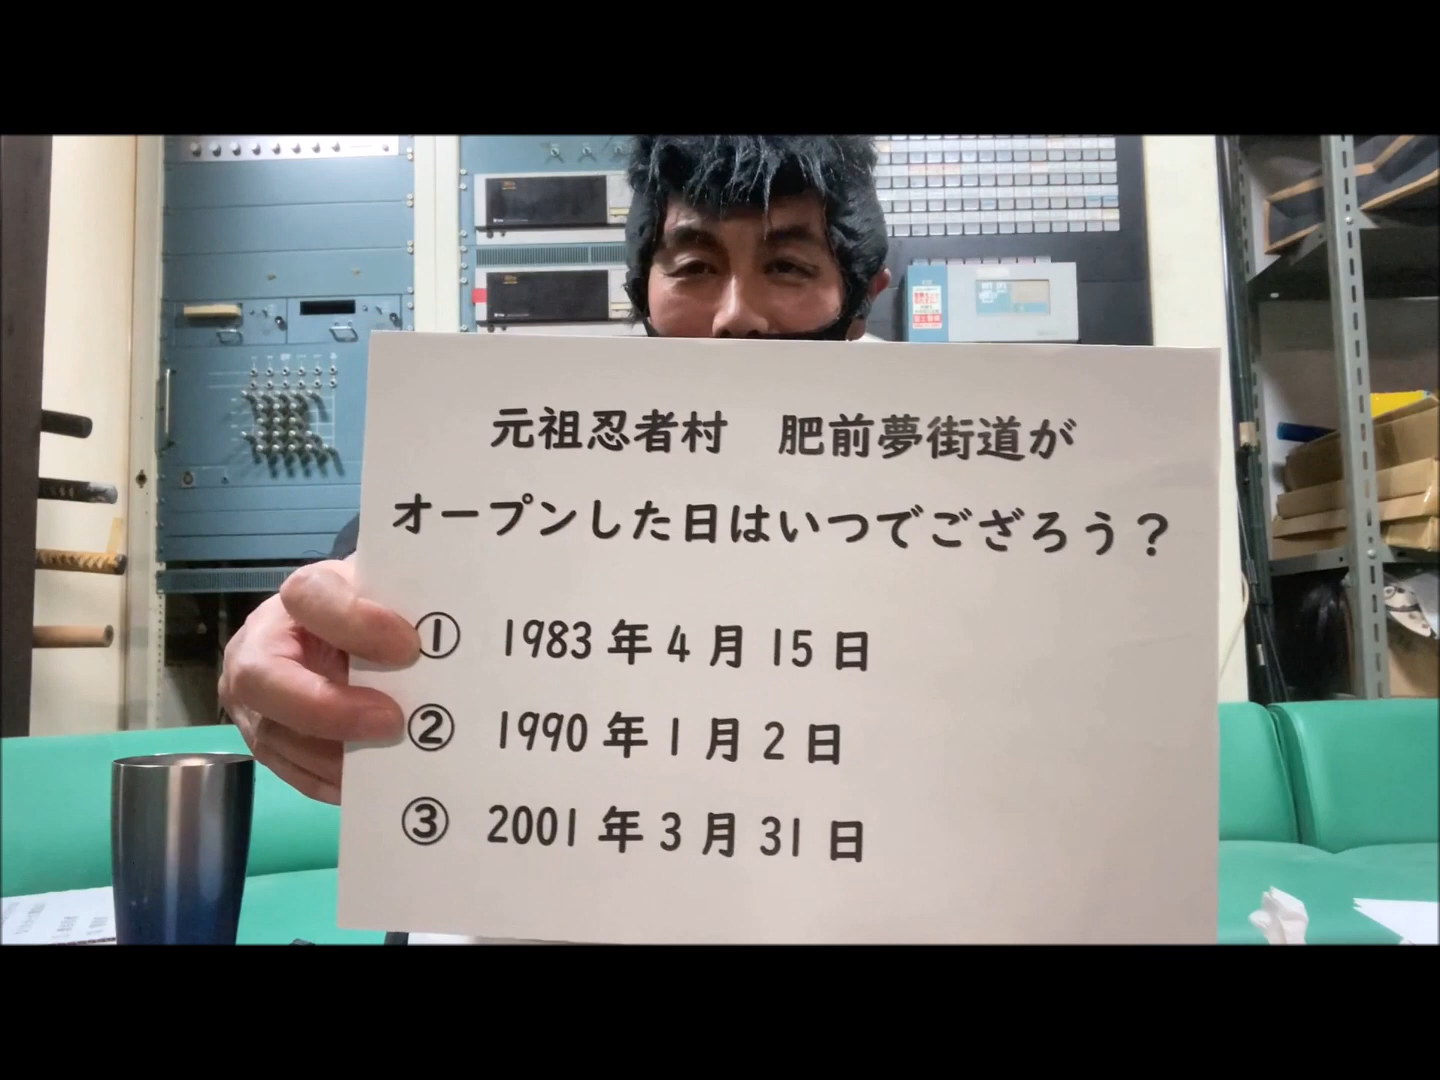 元祖忍者村　肥前夢街道が
オープンした日はいつでござろう？
① 1983年4月15日
② 1990年1月2日
③ 2001年3月31日